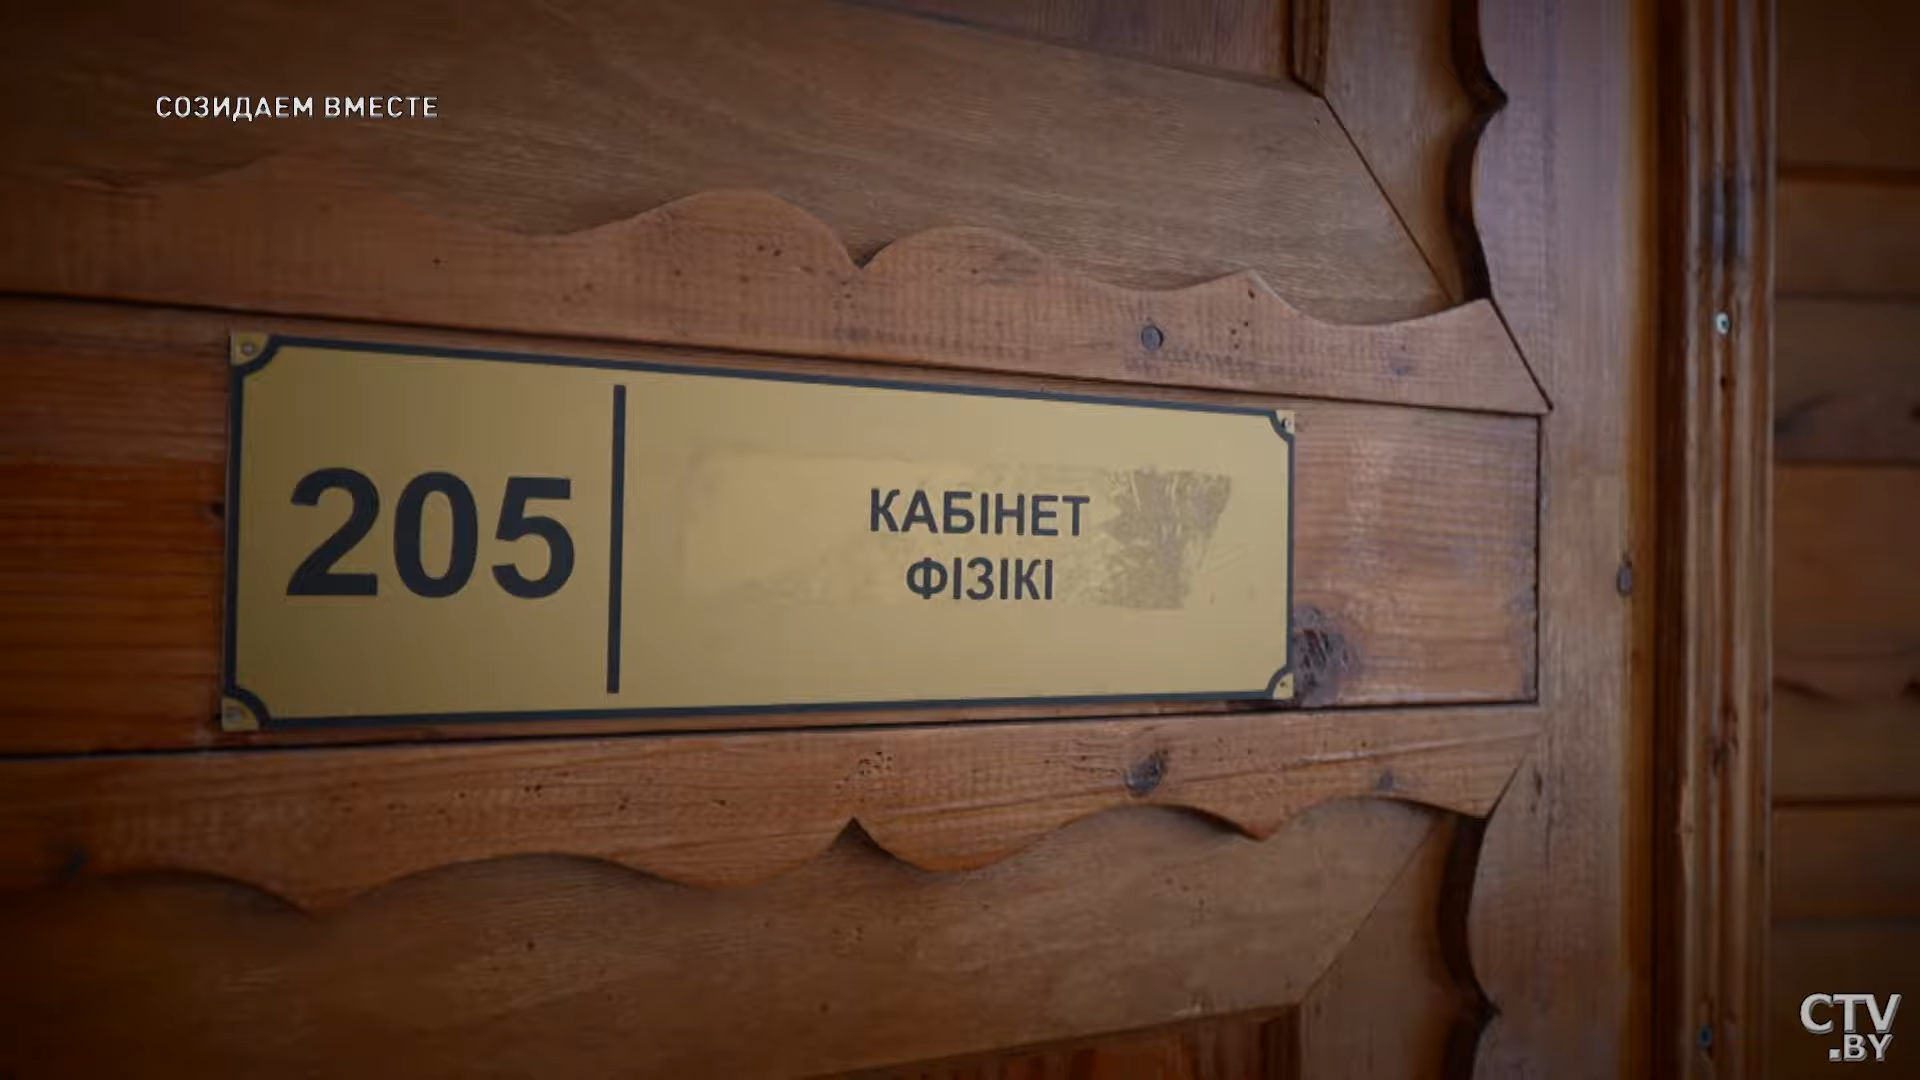 СОЗИДАЕМ ВМЕСТЕ
205
КАБІНЕТ
ФІЗІКІ
CTV
.BY